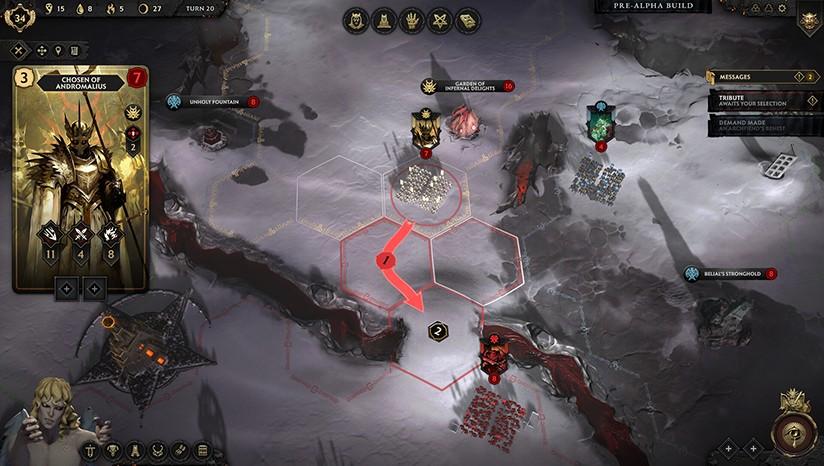 34
15
8
5
27
TURN 20
PRE-ALPHA BUILD
3
CHOSEN OF
ANDROMALIUS
7
2
11
4
8
UNHOLY FOUNTAIN
8
GARDEN OF
INFERNAL DELIGHTS
16
7
4
MESSAGES
2
TRIBUTE
AWAITS YOUR SELECTION
DEMAND MADE
AN ARCHFIEND'S BEHEST
1
2
BELIAL'S STRONGHOLD
8
8